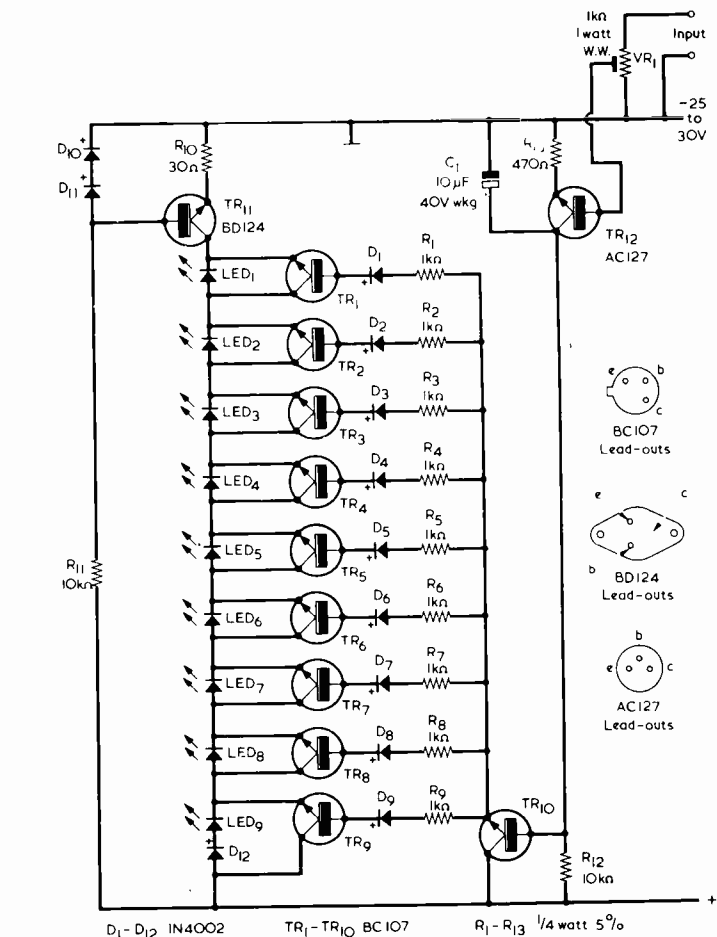 1kΩ
1 watt
W.W.
VR1
Input
−25
to
30V
D10
D11
R10
30Ω
TR11
BD124
C1
10µF
40V wkg
470Ω
TR12
AC127
LED1
TR1
D1
R1
1kΩ
LED2
TR2
D2
R2
1kΩ
LED3
TR3
D3
R3
1kΩ
LED4
TR4
D4
R4
1kΩ
LED5
TR5
D5
R5
1kΩ
LED6
TR6
D6
R6
1kΩ
LED7
TR7
D7
R7
1kΩ
LED8
TR8
D8
R8
1kΩ
LED9
TR9
D9
R9
1kΩ
D12
R11
10kΩ
TR10
R12
10kΩ
+
e
b
c
BC107
Lead-outs
e
c
b
BD124
Lead-outs
b
e
c
AC127
Lead-outs
D1-D12 1N4002
TR1-TR10 BC107
R1-R13 1/4 watt 5%